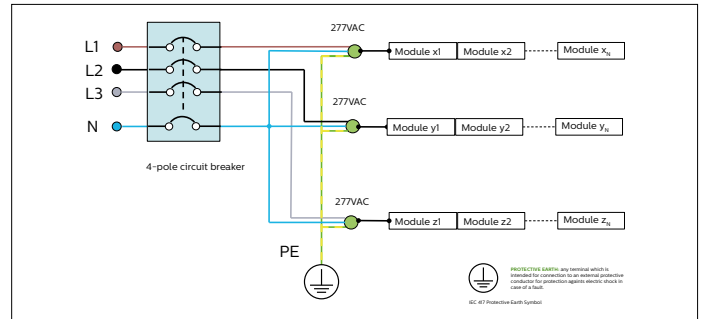 277VAC
L1
Module x1
Module x2
Module xN
L2
L3
277VAC
N
Module y1
Module y2
Module yN
4-pole circuit breaker
277VAC
Module z1
Module z2
Module zN
PE
PROTECTIVE EARTH: any terminal which is
intended for connection to an external protective
conductor for protection againts electric shock in
case of a fault.
IEC 417 Protective Earth Symbol